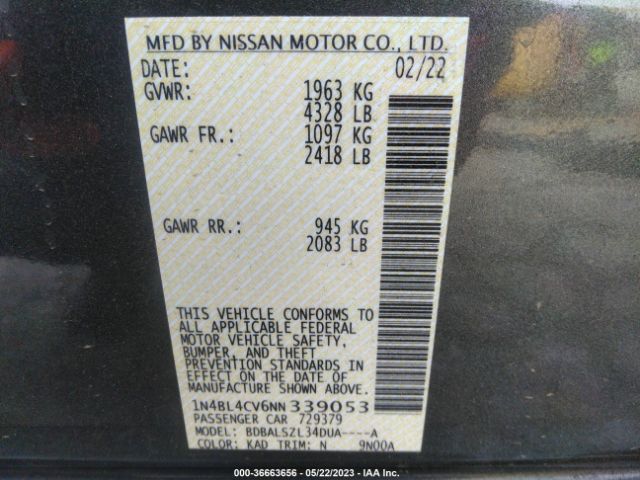 MFD BY NISSAN MOTOR CO., LTD.
DATE: 02/22
GVWR: 1963 KG
4328 LB
GAWR FR.: 1097 KG
2418 LB
GAWR RR.: 945 KG
2083 LB
THIS VEHICLE CONFORMS TO
ALL APPLICABLE FEDERAL
MOTOR VEHICLE SAFETY,
BUMPER, AND THEFT
PREVENTION STANDARDS IN
EFFECT ON THE DATE OF
MANUFACTURE SHOWN ABOVE.
1N4BL4CV6NN339053
PASSENGER CAR 729379
MODEL: BDBALSZL34DUA----A
COLOR: KAD TRIM: N 9N00A
© 36663656 - 05/22/2023 - IAA Inc.